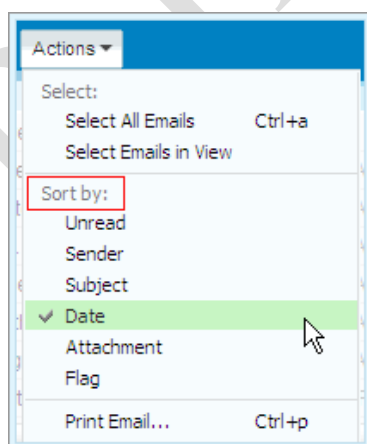 Actions
Select:
Select All Emails Ctrl+a
Select Emails in View
Sort by:
Unread
Sender
Subject
Date
Attachment
Flag
Print Email... Ctrl+p